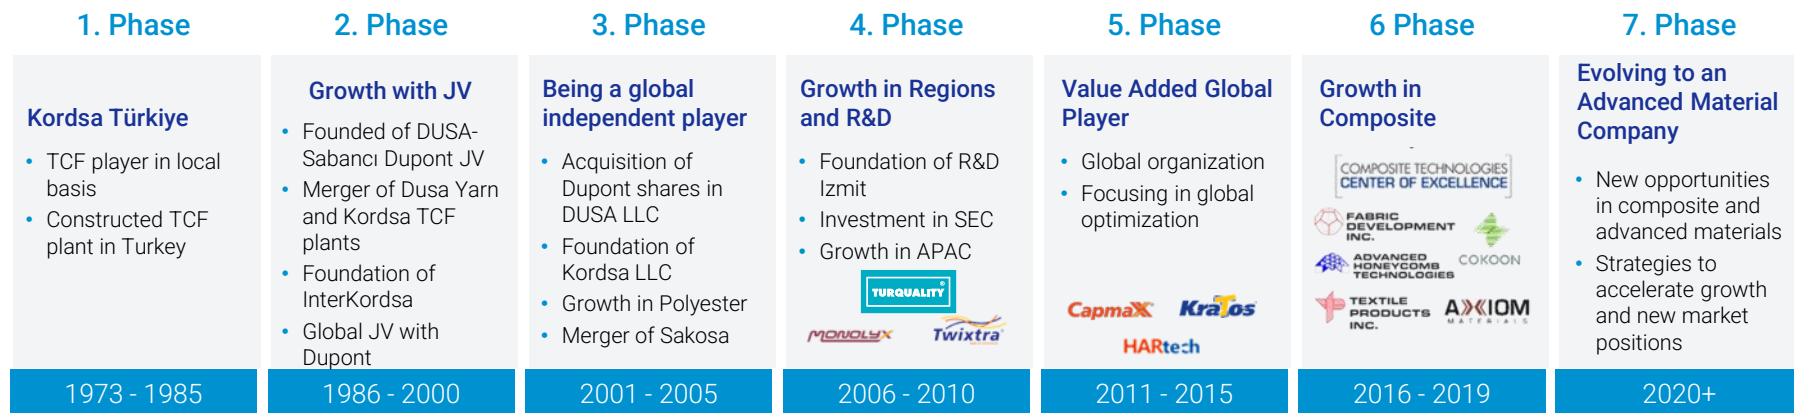 1. Phase
Kordsa Türkiye
• TCF player in local
basis
• Constructed TCF
plant in Turkey
1973 - 1985
2. Phase
Growth with JV
• Founded of DUSA-
Sabancı Dupont JV
• Merger of Dusa Yarn
and Kordsa TCF
plants
• Foundation of
InterKordsa
• Global JV with
Dupont
1986 - 2000
3. Phase
Being a global
independent player
• Acquisition of
Dupont shares in
DUSA LLC
• Foundation of
Kordsa LLC
• Growth in Polyester
• Merger of Sakosa
2001 - 2005
4. Phase
Growth in Regions
and R&D
• Foundation of R&D
Izmit
• Investment in SEC
• Growth in APAC
TURQUALITY®
MONOLYX
Twixtra
2006 - 2010
5. Phase
Value Added Global
Player
• Global organization
• Focusing in global
optimization
CapmaXX
KraTos
HARtech
2011 - 2015
6 Phase
Growth in
Composite
COMPOSITE TECHNOLOGIES
CENTER OF EXCELLENCE
FABRIC
DEVELOPMENT
INC.
ADVANCED
HONEYCOMB
TECHNOLOGIES
COKOON
TEXTILE
PRODUCTS
INC.
AXIOM
MATERIALS
2016 - 2019
7. Phase
Evolving to an
Advanced Material
Company
• New opportunities
in composite and
advanced materials
• Strategies to
accelerate growth
and new market
positions
2020+